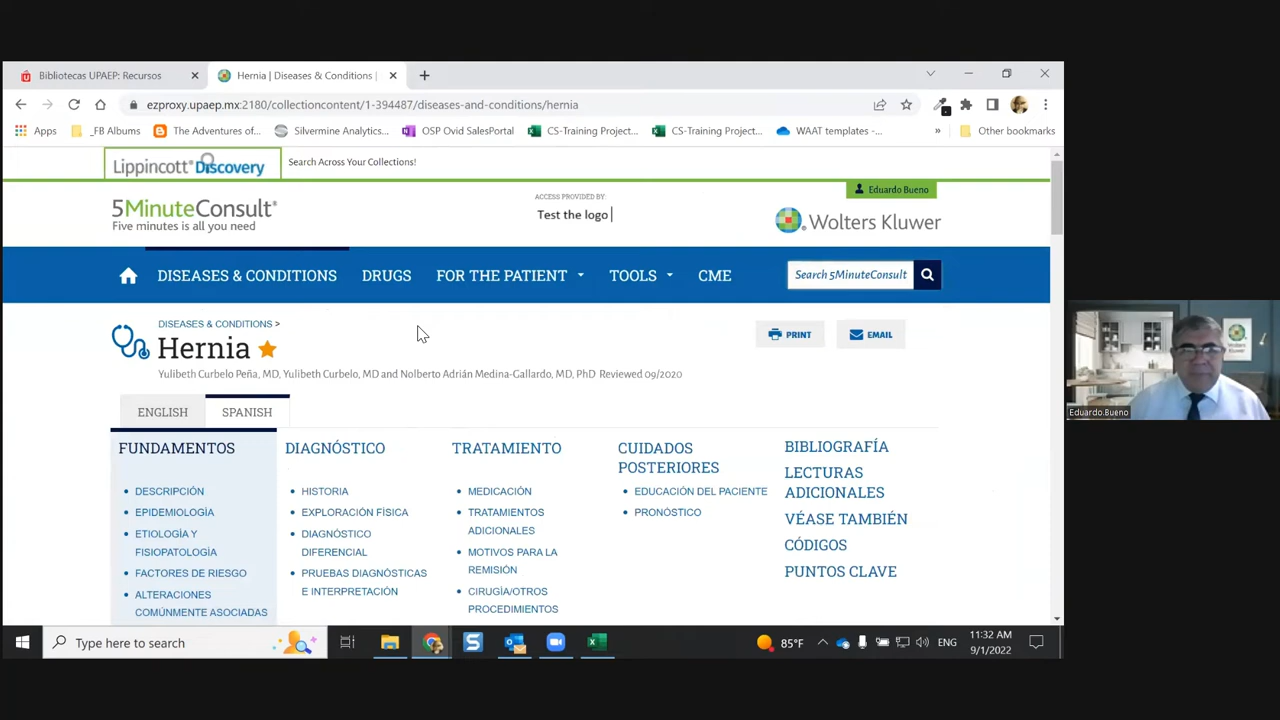 Bibliotecas UPAEP: Recursos
Hernia | Diseases & Conditions |
ezproxy.upaep.mx:2180/collectioncontent/1-394487/diseases-and-conditions/hernia
Apps
_FB Albums
The Adventures of...
Silvermine Analytics...
OSP Ovid SalesPortal
CS-Training Project...
CS-Training Project...
WAAT templates -...
»
Other bookmarks
Lippincott® Discovery
Search Across Your Collections!
Eduardo Bueno
5MinuteConsult®
Five minutes is all you need
ACCESS PROVIDED BY:
Test the logo
Wolters Kluwer
DISEASES & CONDITIONS
DRUGS
FOR THE PATIENT
TOOLS
CME
Search 5MinuteConsult
DISEASES & CONDITIONS >
Hernia
PRINT
EMAIL
Yulibeth Curbelo Peña, MD, Yulibeth Curbelo, MD and Nolberto Adrián Medina-Gallardo, MD, PhD Reviewed 09/2020
ENGLISH
SPANISH
FUNDAMENTOS
DESCRIPCIÓN
EPIDEMIOLOGÍA
ETIOLOGÍA Y
FISIOPATOLOGÍA
FACTORES DE RIESGO
ALTERACIONES
COMÚNMENTE ASOCIADAS
DIAGNÓSTICO
HISTORIA
EXPLORACIÓN FÍSICA
DIAGNÓSTICO
DIFERENCIAL
PRUEBAS DIAGNÓSTICAS
E INTERPRETACIÓN
TRATAMIENTO
MEDICACIÓN
TRATAMIENTOS
ADICIONALES
MOTIVOS PARA LA
REMISIÓN
CIRUGÍA/OTROS
PROCEDIMIENTOS
CUIDADOS
POSTERIORES
EDUCACIÓN DEL PACIENTE
PRONÓSTICO
BIBLIOGRAFÍA
LECTURAS
ADICIONALES
VÉASE TAMBIÉN
CÓDIGOS
PUNTOS CLAVE
Wolters
Kluwer
Eduardo.Bueno
Type here to search
85°F
ENG
11:32 AM
9/1/2022